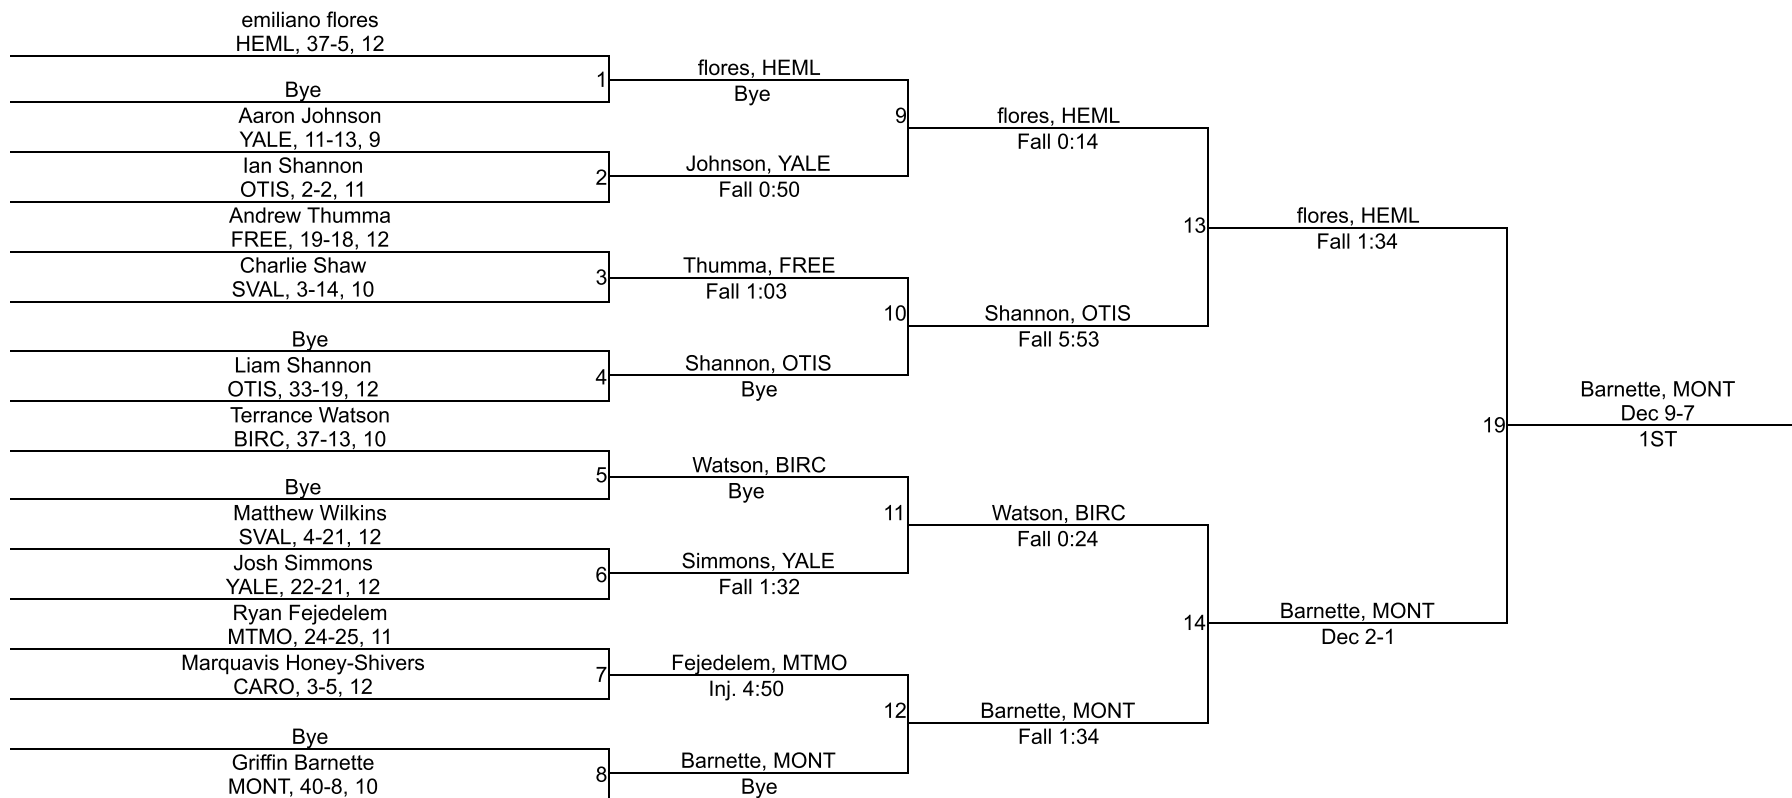 emiliano flores
HEML, 37-5, 12
Bye
Aaron Johnson
YALE, 11-13, 9
Ian Shannon
OTIS, 2-2, 11
Andrew Thumma
FREE, 19-18, 12
Charlie Shaw
SVAL, 3-14, 10
Bye
Liam Shannon
OTIS, 33-19, 12
Terrance Watson
BIRC, 37-13, 10
Bye
Matthew Wilkins
SVAL, 4-21, 12
Josh Simmons
YALE, 22-21, 12
Ryan Fejedelem
MTMO, 24-25, 11
Marquavis Honey-Shivers
CARO, 3-5, 12
Bye
Griffin Barnette
MONT, 40-8, 10
1
2
3
4
5
6
7
8
flores, HEML
Bye
Johnson, YALE
Fall 0:50
Thumma, FREE
Fall 1:03
Shannon, OTIS
Bye
Watson, BIRC
Bye
Simmons, YALE
Fall 1:32
Fejedelem, MTMO
Inj. 4:50
Barnette, MONT
Bye
9
10
11
12
flores, HEML
Fall 0:14
Shannon, OTIS
Fall 5:53
Watson, BIRC
Fall 0:24
Barnette, MONT
Fall 1:34
13
14
flores, HEML
Fall 1:34
Barnette, MONT
Dec 2-1
19
Barnette, MONT
Dec 9-7
1ST